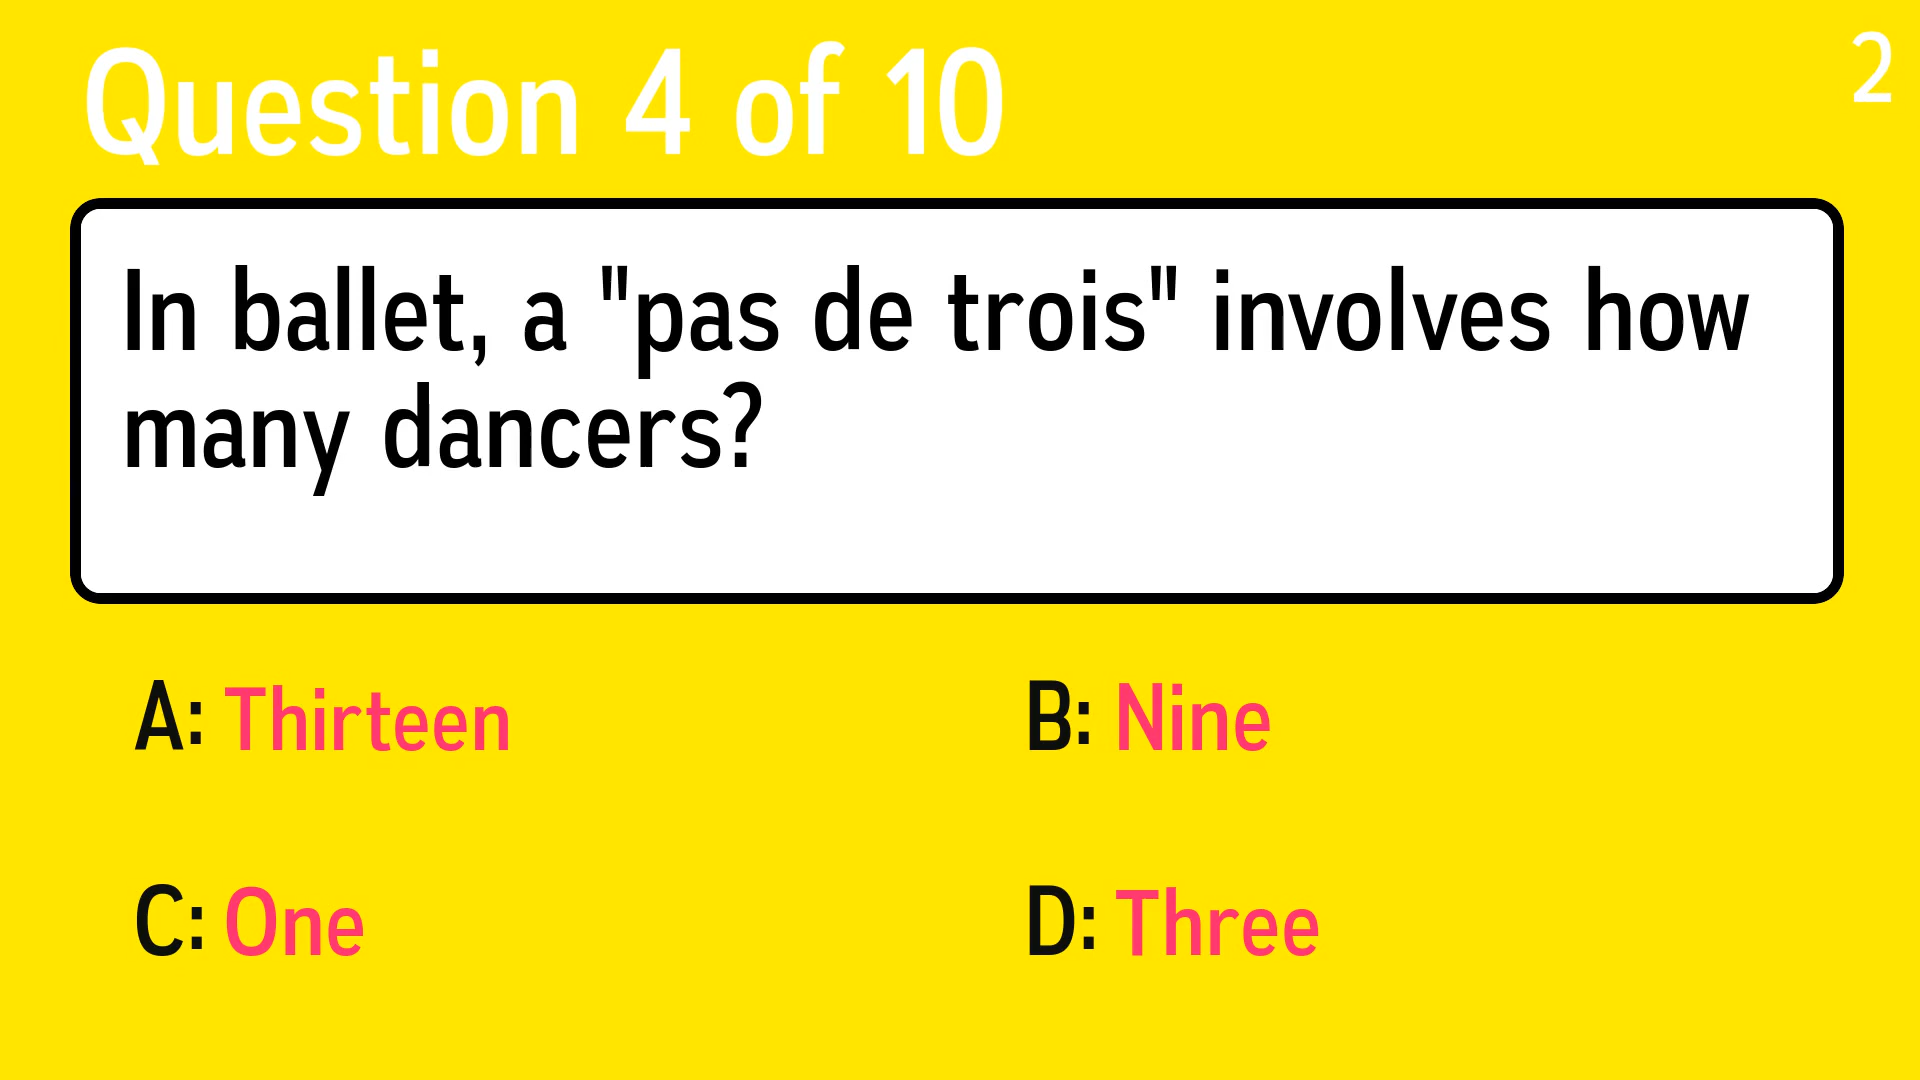 Question 4 of 10
2
In ballet, a "pas de trois" involves how
many dancers?
A: Thirteen
B: Nine
C: One
D: Three